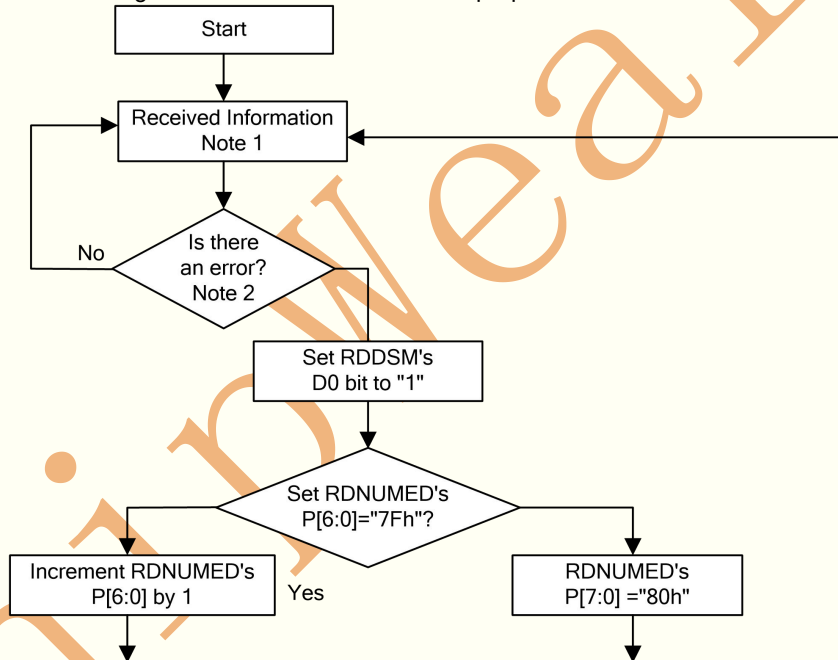 Start
Received Information
Note 1
No
Is there
an error?
Note 2
Set RDDSM's
D0 bit to "1"
Set RDNUMED's
P[6:0]="7Fh"?
Increment RDNUMED's
P[6:0] by 1
Yes
RDNUMED's
P[7:0] ="80h"